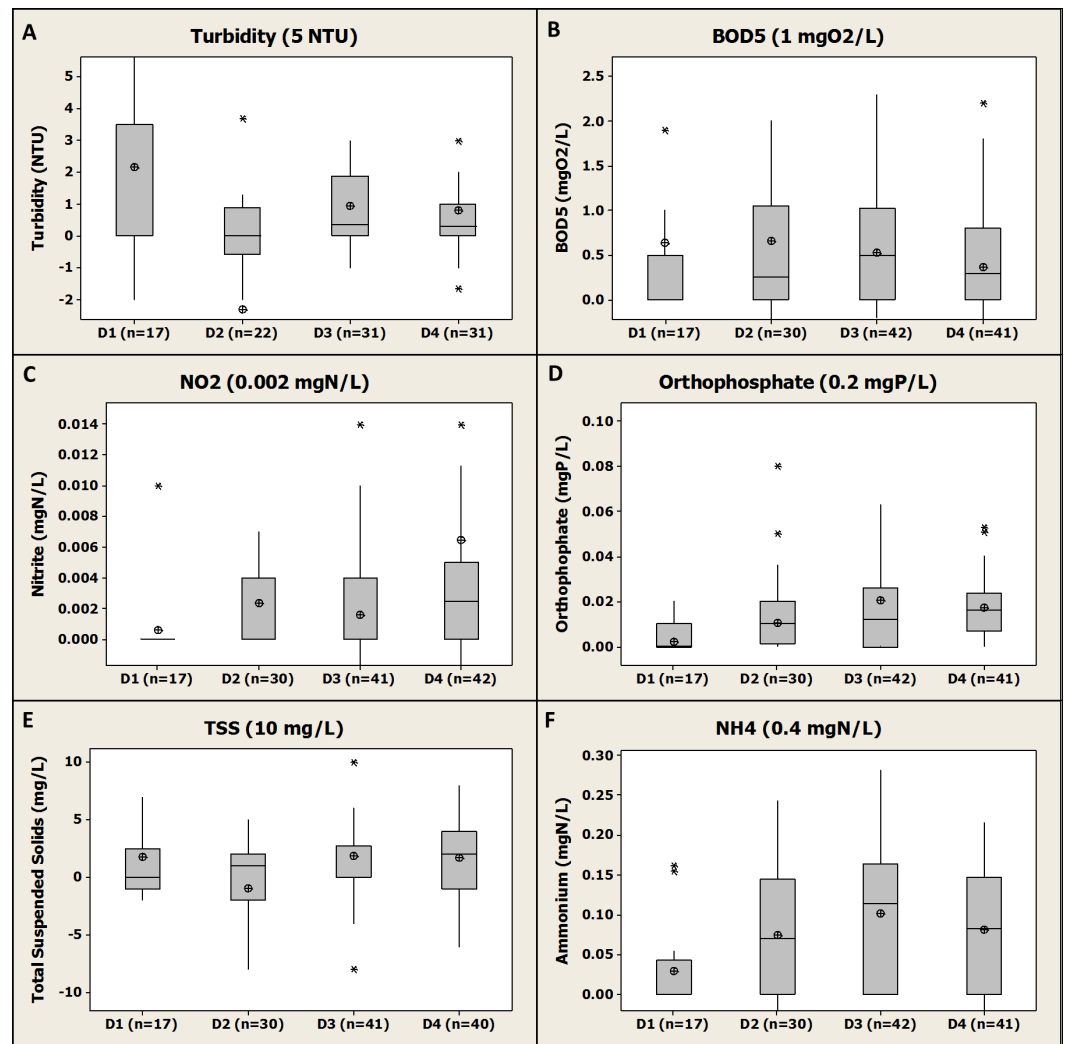 A
Turbidity (5 NTU)
Turbidity (NTU)
5
4
3
2
1
0
-1
-2
D1 (n=17) D2 (n=22) D3 (n=31) D4 (n=31)
B
BOD5 (1 mgO2/L)
BOD5 (mgO2/L)
2.5
2.0
1.5
1.0
0.5
0.0
D1 (n=17) D2 (n=30) D3 (n=42) D4 (n=41)
C
NO2 (0.002 mgN/L)
Nitrite (mgN/L)
0.014
0.012
0.010
0.008
0.006
0.004
0.002
0.000
D1 (n=17) D2 (n=30) D3 (n=41) D4 (n=42)
D
Orthophosphate (0.2 mgP/L)
Orthophophate (mgP/L)
0.10
0.08
0.06
0.04
0.02
0.00
D1 (n=17) D2 (n=30) D3 (n=42) D4 (n=41)
E
TSS (10 mg/L)
Total Suspended Solids (mg/L)
10
5
0
-5
-10
D1 (n=17) D2 (n=30) D3 (n=41) D4 (n=40)
F
NH4 (0.4 mgN/L)
Ammonium (mgN/L)
0.30
0.25
0.20
0.15
0.10
0.05
0.00
D1 (n=17) D2 (n=30) D3 (n=42) D4 (n=41)